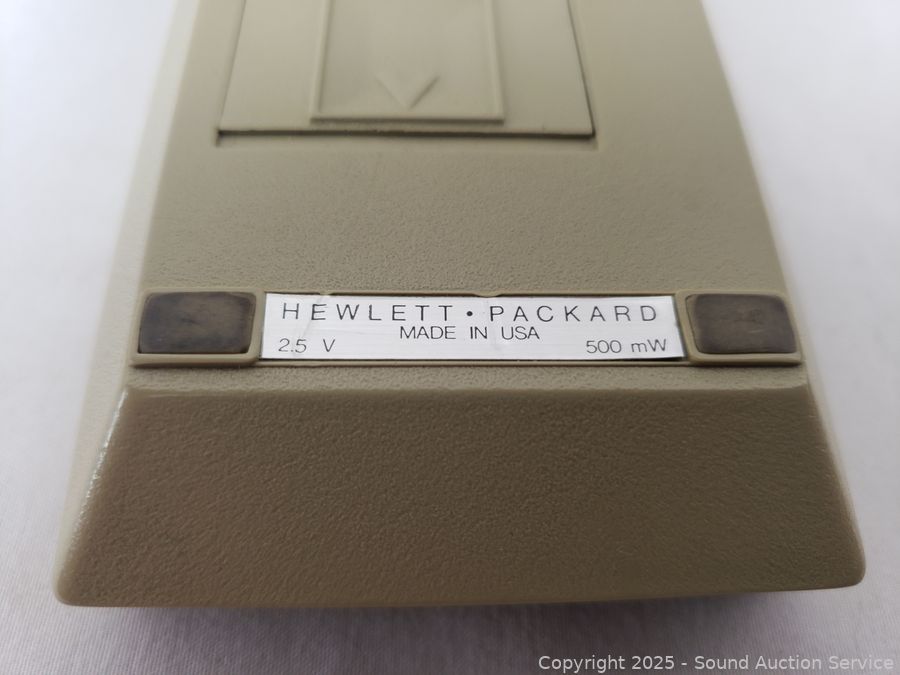 HEWLETT • PACKARD
MADE IN USA
2.5 V 500 mW
Copyright 2025 - Sound Auction Service